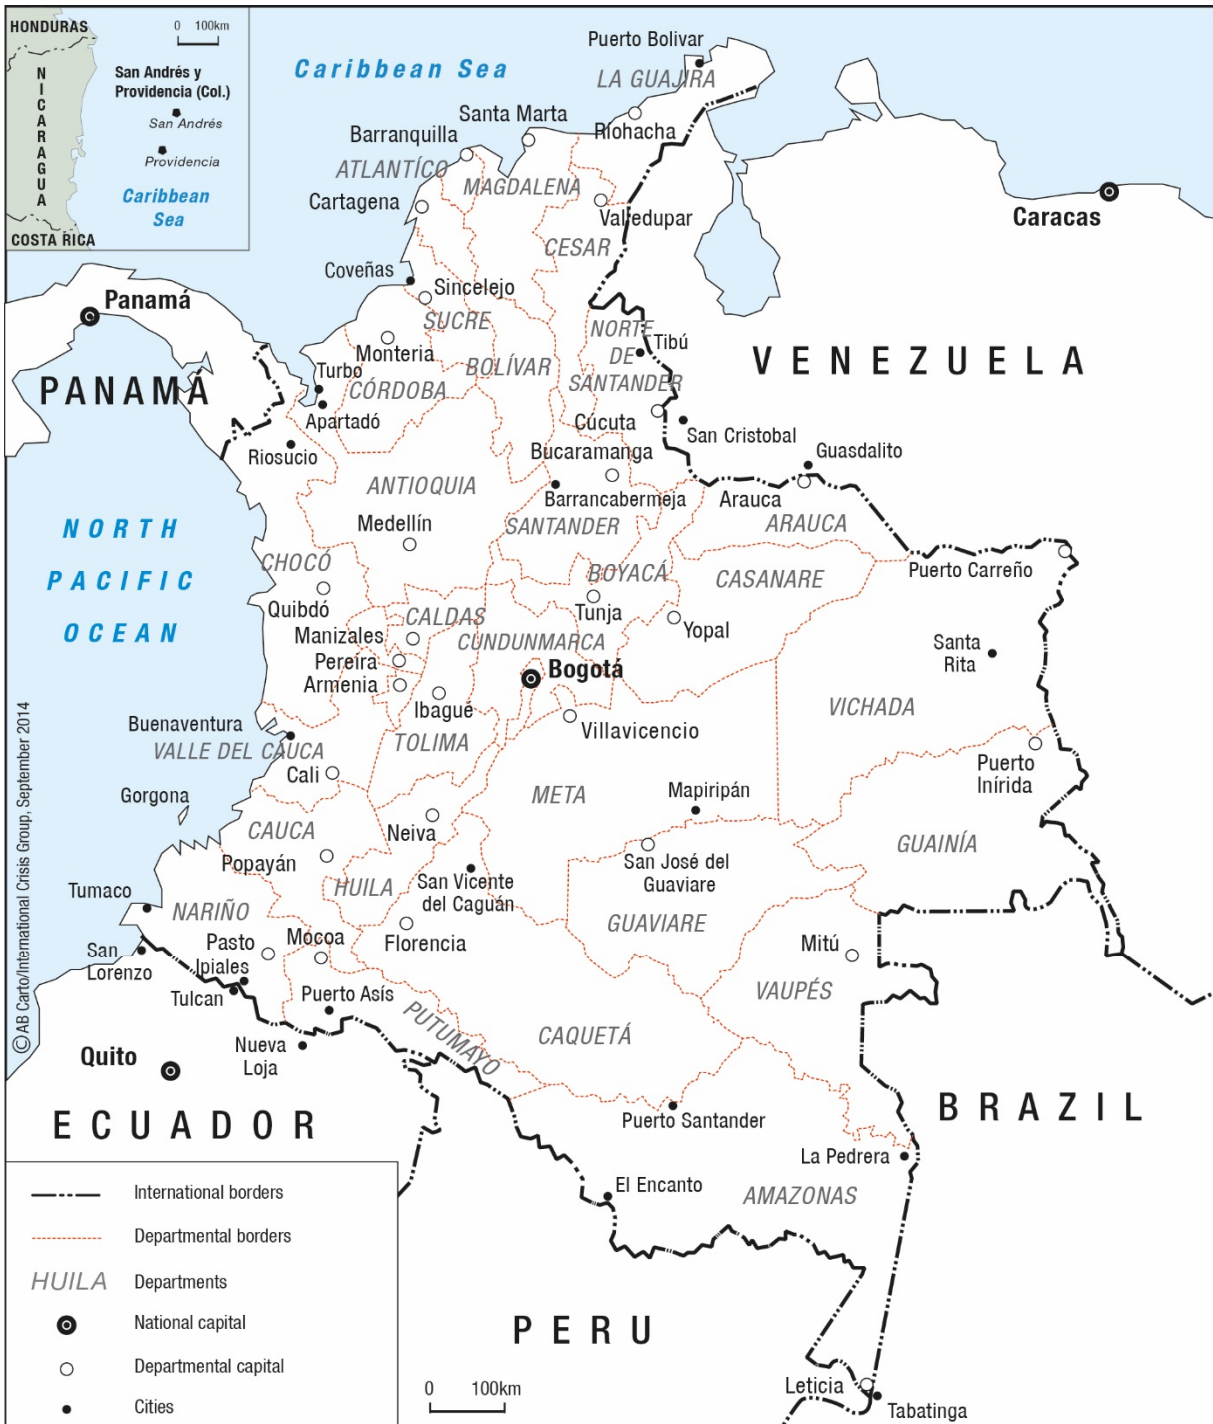 HONDURAS
0 100km
NICARAGUA
San Andrés y
Providencia (Col.)
San Andrés
Providencia
Caribbean
Sea
COSTA RICA
Caribbean Sea
Puerto Bolivar
LA GUAJIRA
Santa Marta
Riohacha
Barranquilla
ATLANTÍCO
MAGDALENA
Cartagena
Valledupar
Caracas
CESAR
Coveñas
Sincelejo
Panamá
SUCRE
NORTE
DE
SANTANDER
Tibú
VENEZUELA
Monteria
BOLÍVAR
Turbo
CÓRDOBA
PANAMÁ
Apartadó
Cúcuta
San Cristobal
Riosucio
Bucaramanga
Guasdalito
ANTIOQUIA
Barrancabermeja
Arauca
SANTANDER
ARAUCA
Medellín
NORTH
PACIFIC
OCEAN
CHOCÓ
BOYACÁ
CASANARE
Puerto Carreño
Quibdó
CALDAS
Tunja
Manizales
CUNDUNMARCA
Yopal
Santa
Rita
Pereira
Bogotá
Armenia
Ibague
VICHADA
Buenaventura
Villavicencio
VALLE DEL CAUCA
TOLIMA
Cali
Puerto
Inírida
Gorgona
META
Mapiripán
CAUCA
Neiva
GUAINÍA
Popayán
San José del
Guaviare
HUILA
San Vicente
del Caguán
Tumaco
NARIÑO
GUAVIARE
Pasto
Mocoa
Florencia
Mitú
San
Lorenzo
Ipiales
Tulcan
Puerto Asís
VAUPÉS
PUTUMAYO
CAQUETÁ
Nueva
Loja
Quito
ECUADOR
Puerto Santander
BRAZIL
La Pedrera
El Encanto
AMAZONAS
PERU
Leticia
Tabatinga
International borders
Departmental borders
HUILA Departments
National capital
Departmental capital
Cities
0 100km
©AB Carto/International Crisis Group, September 2014